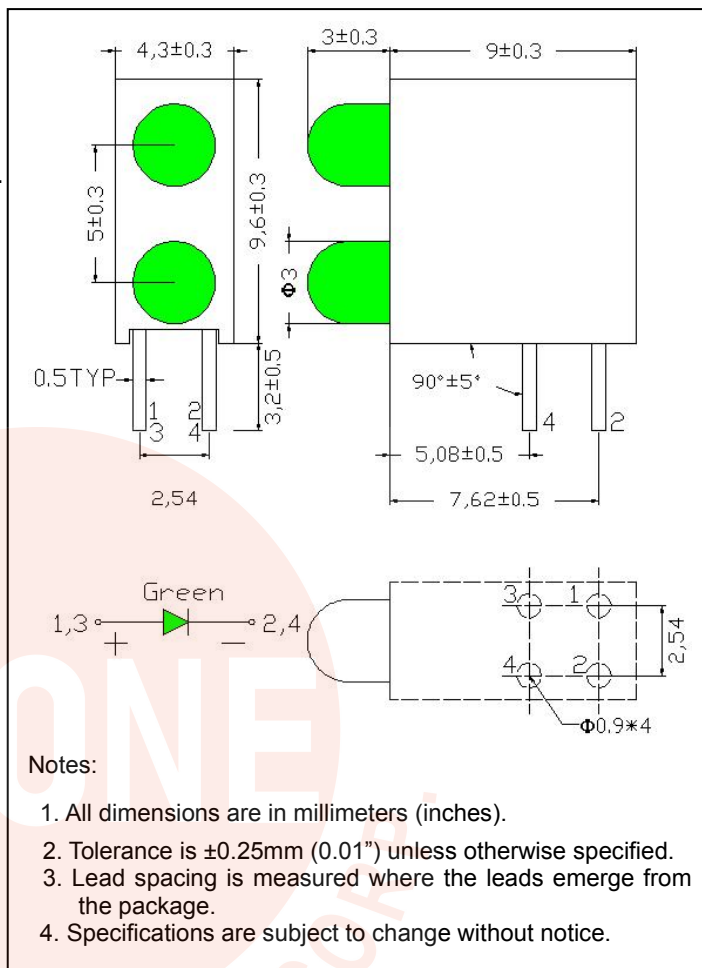 4,3±0.3
3±0.3
9±0.3
5±0.3
9,6±0.3
Φ3
0.5TYP
1 2
3 4
3,2±0.5
2,54
90°±5°
4 2
5,08±0.5
7,62±0.5
Green
1,3 + − 2,4
3 1
4 2
2,54
Φ0.9*4
ONE
CORP.
Notes:
1. All dimensions are in millimeters (inches).
2. Tolerance is ±0.25mm (0.01”) unless otherwise specified.
3. Lead spacing is measured where the leads emerge from
the package.
4. Specifications are subject to change without notice.